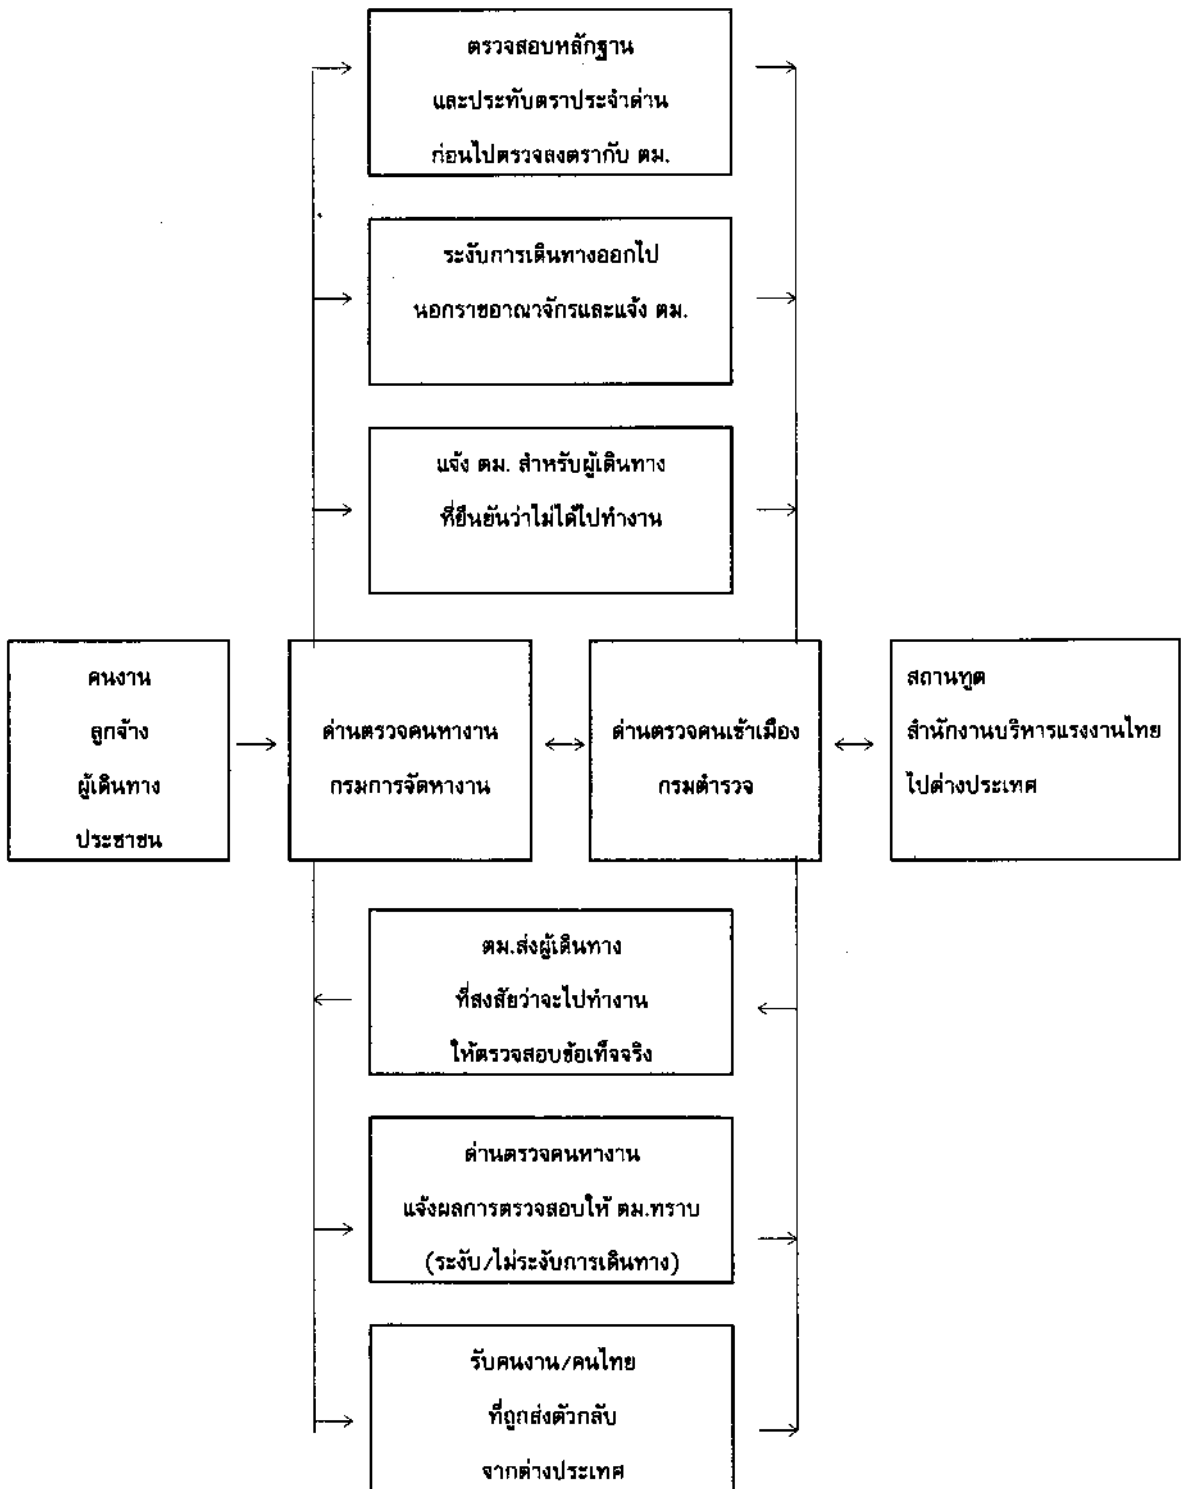 ตรวจสอบหลักฐาน
และประทับตราประจำด่าน
ก่อนไปตรวจลงตรากับ ตม.
ระงับการเดินทางออกไป
นอกราชอาณาจักรและแจ้ง ตม.
แจ้ง ตม. สำหรับผู้เดินทาง
ที่ยืนยันว่าไม่ได้ไปทำงาน
คนงาน
ลูกจ้าง
ผู้เดินทาง
ประชาชน
ด่านตรวจคนหางาน
กรมการจัดหางาน
ด่านตรวจคนเข้าเมือง
กรมตำรวจ
สถานทูต
สำนักงานบริหารแรงงานไทย
ไปต่างประเทศ
ตม.ส่งผู้เดินทาง
ที่สงสัยว่าจะไปทำงาน
ให้ตรวจสอบข้อเท็จจริง
ด่านตรวจคนหางาน
แจ้งผลการตรวจสอบให้ ตม.ทราบ
(ระงับ/ไม่ระงับการเดินทาง)
รับคนงาน/คนไทย
ที่ถูกส่งตัวกลับ
จากต่างประเทศ